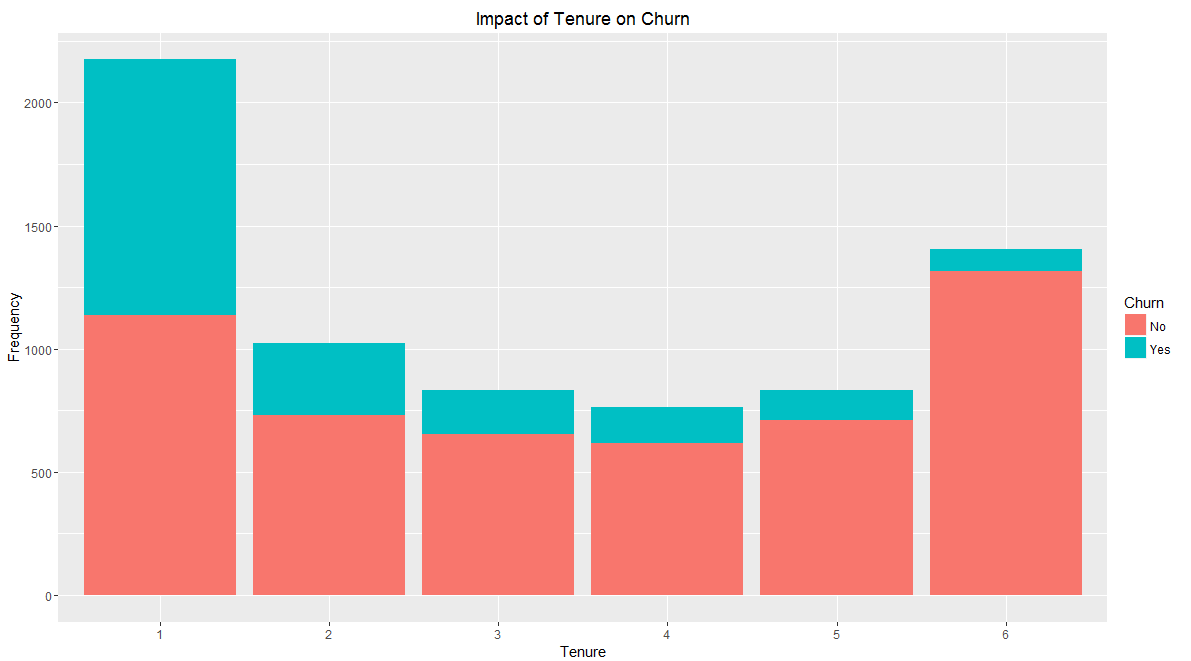 Impact of Tenure on Churn
Frequency
2000
1500
1000
500
0
1 2 3 4 5 6
Tenure
Churn
No
Yes